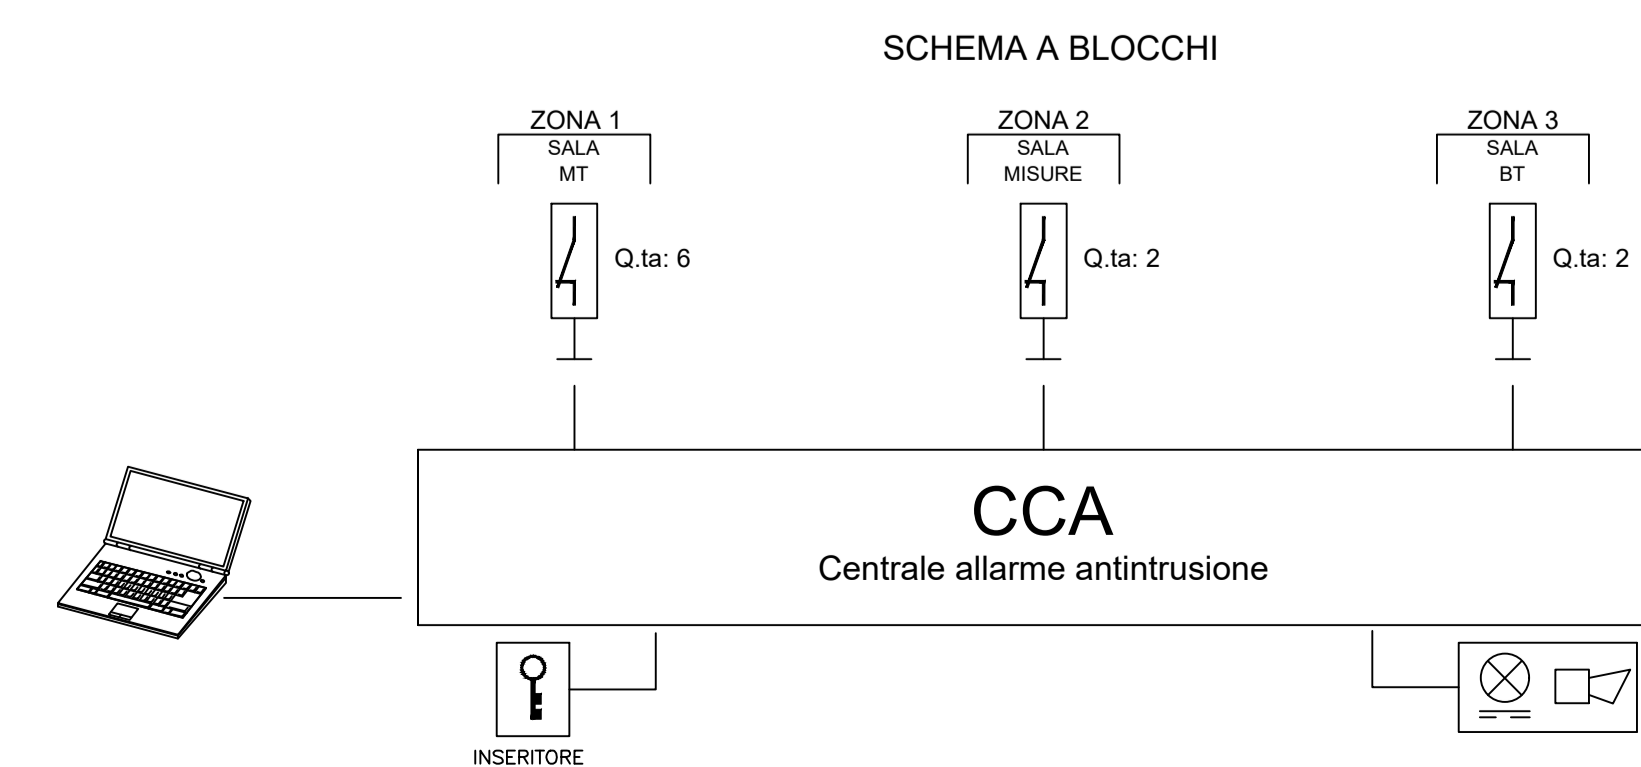 SCHEMA A BLOCCHI
ZONA 1
SALA
MT
Q.ta: 6
ZONA 2
SALA
MISURE
Q.ta: 2
ZONA 3
SALA
BT
Q.ta: 2
CCA
Centrale allarme antintrusione
INSERITORE